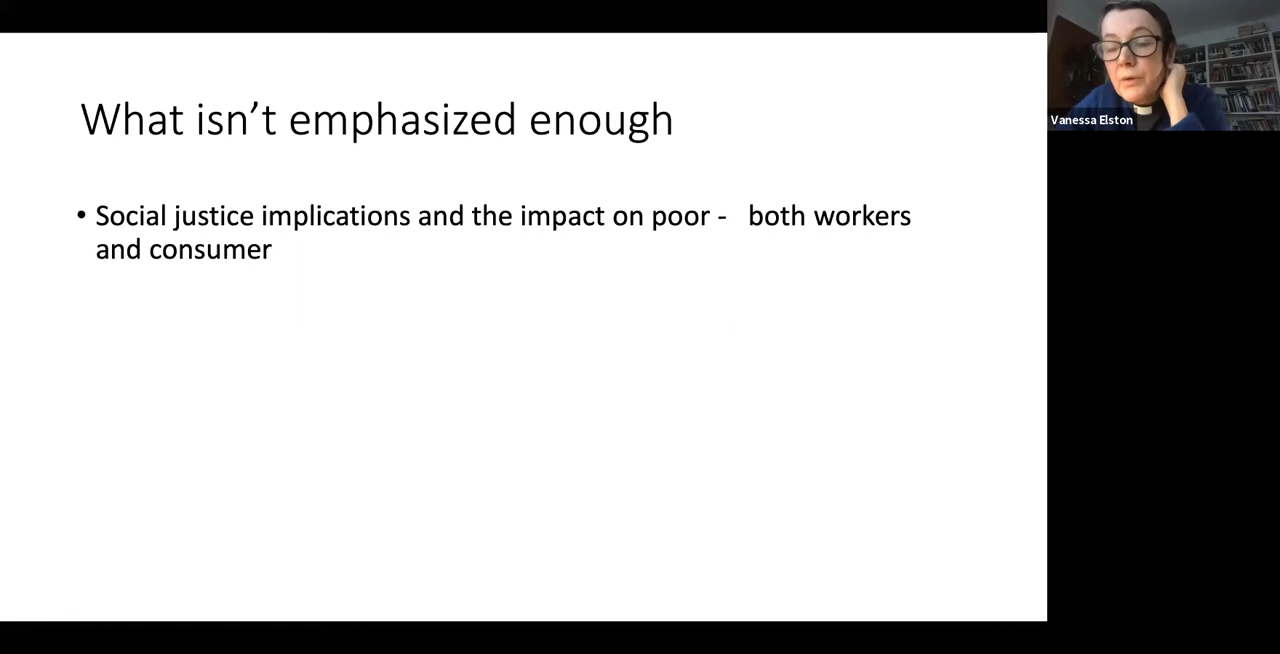 What isn’t emphasized enough
• Social justice implications and the impact on poor - both workers
and consumer
Vanessa Elston